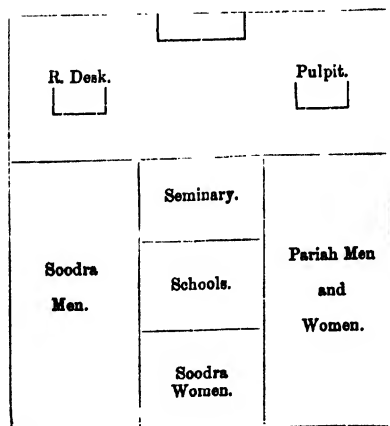 R. Desk.
Pulpit.
Seminary.
Soodra
Men.
Schools.
Pariah Men
and
Women.
Soodra
Women.